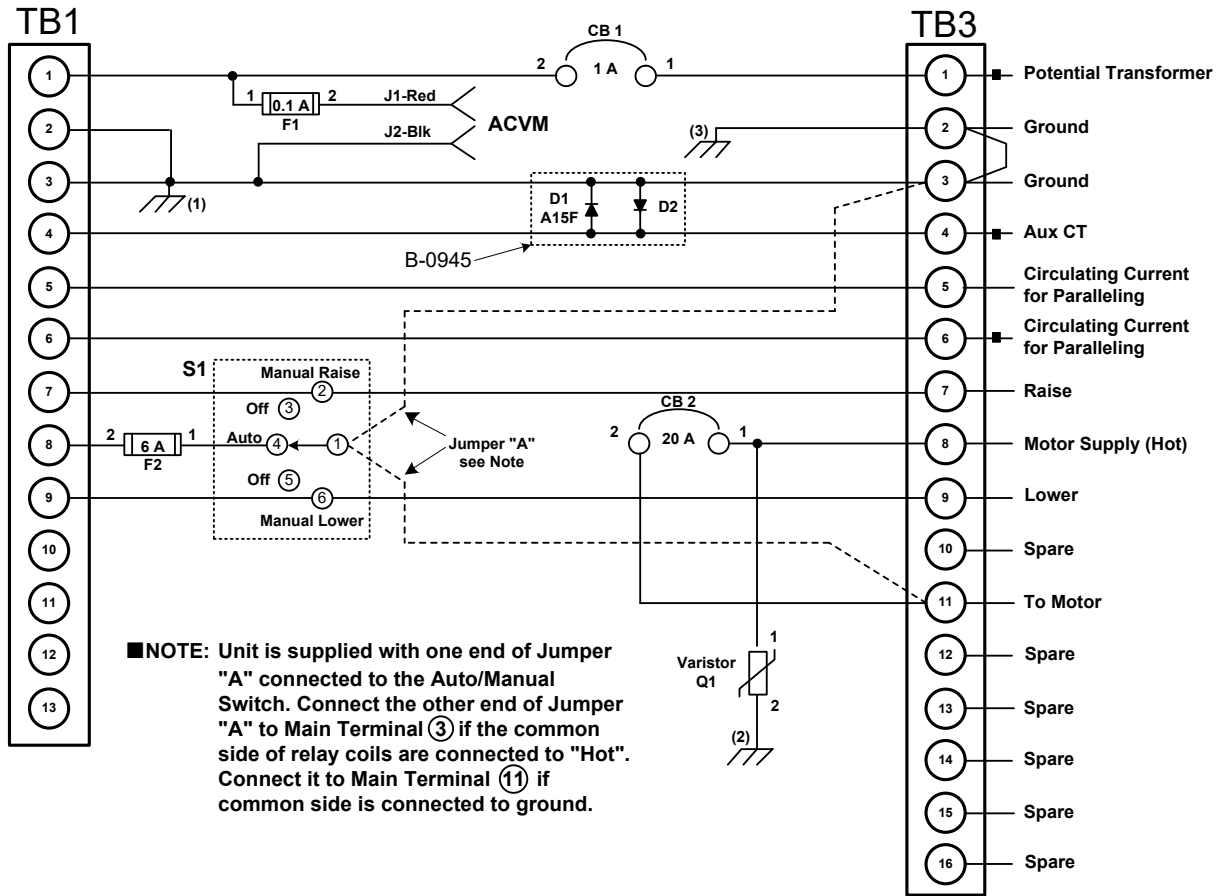 TB1
TB3
CB 1
2
1 A
1
1
2
3
4
5
6
7
8
9
10
11
12
13
1
0.1 A
2
F1
J1-Red
J2-Blk
ACVM
(1)
(3)
D1
A15F
D2
B-0945
S1
Manual Raise
2
Off 3
Auto 4
1
Off 5
6
Manual Lower
2
6 A
1
F2
Jumper "A"
see Note
CB 2
2
20 A
1
Varistor
Q1
1
2
(2)
1 Potential Transformer
2 Ground
3 Ground
4 Aux CT
5 Circulating Current
for Paralleling
6 Circulating Current
for Paralleling
7 Raise
8 Motor Supply (Hot)
9 Lower
10 Spare
11 To Motor
12 Spare
13 Spare
14 Spare
15 Spare
16 Spare
■NOTE: Unit is supplied with one end of Jumper
"A" connected to the Auto/Manual
Switch. Connect the other end of Jumper
"A" to Main Terminal 3 if the common
side of relay coils are connected to "Hot".
Connect it to Main Terminal 11 if
common side is connected to ground.